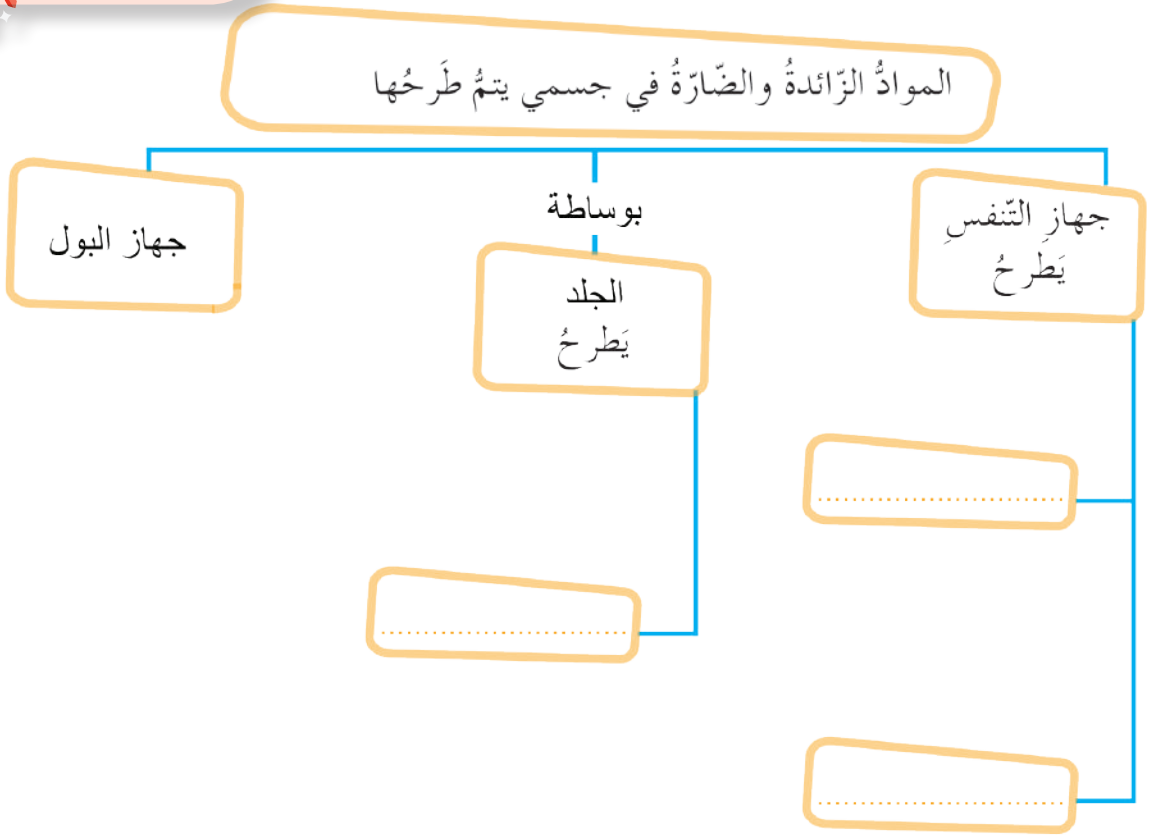 الموادُّ الزّائدةُ والضّارّةُ في جسمي يتمُّ طَرحُها
بوساطة
جهازِ التّنفسِ
يَطرحُ
الجلد
يَطرحُ
جهاز البول
..............................
..............................
..............................